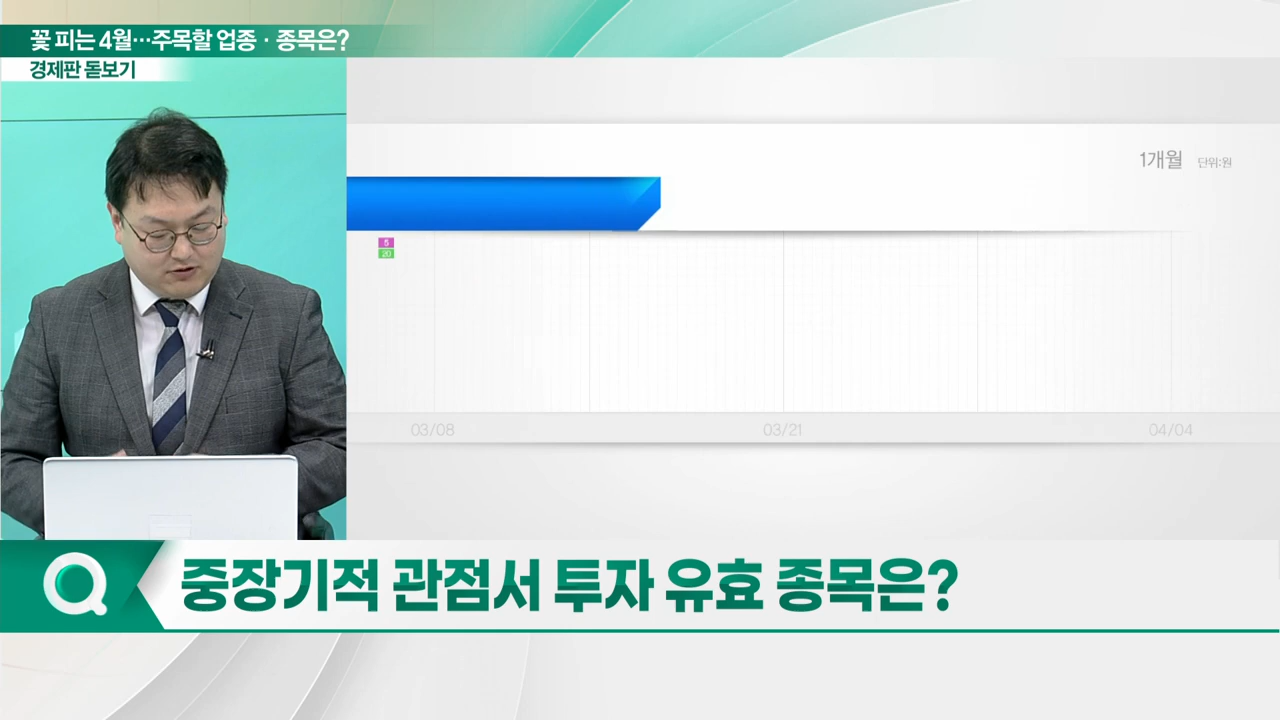 꽃 피는 4월…주목할 업종 · 종목은?
경제판 돋보기
1개월 단위:원
5
20
03/08 03/21 04/04
Q 중장기적 관점서 투자 유효 종목은?